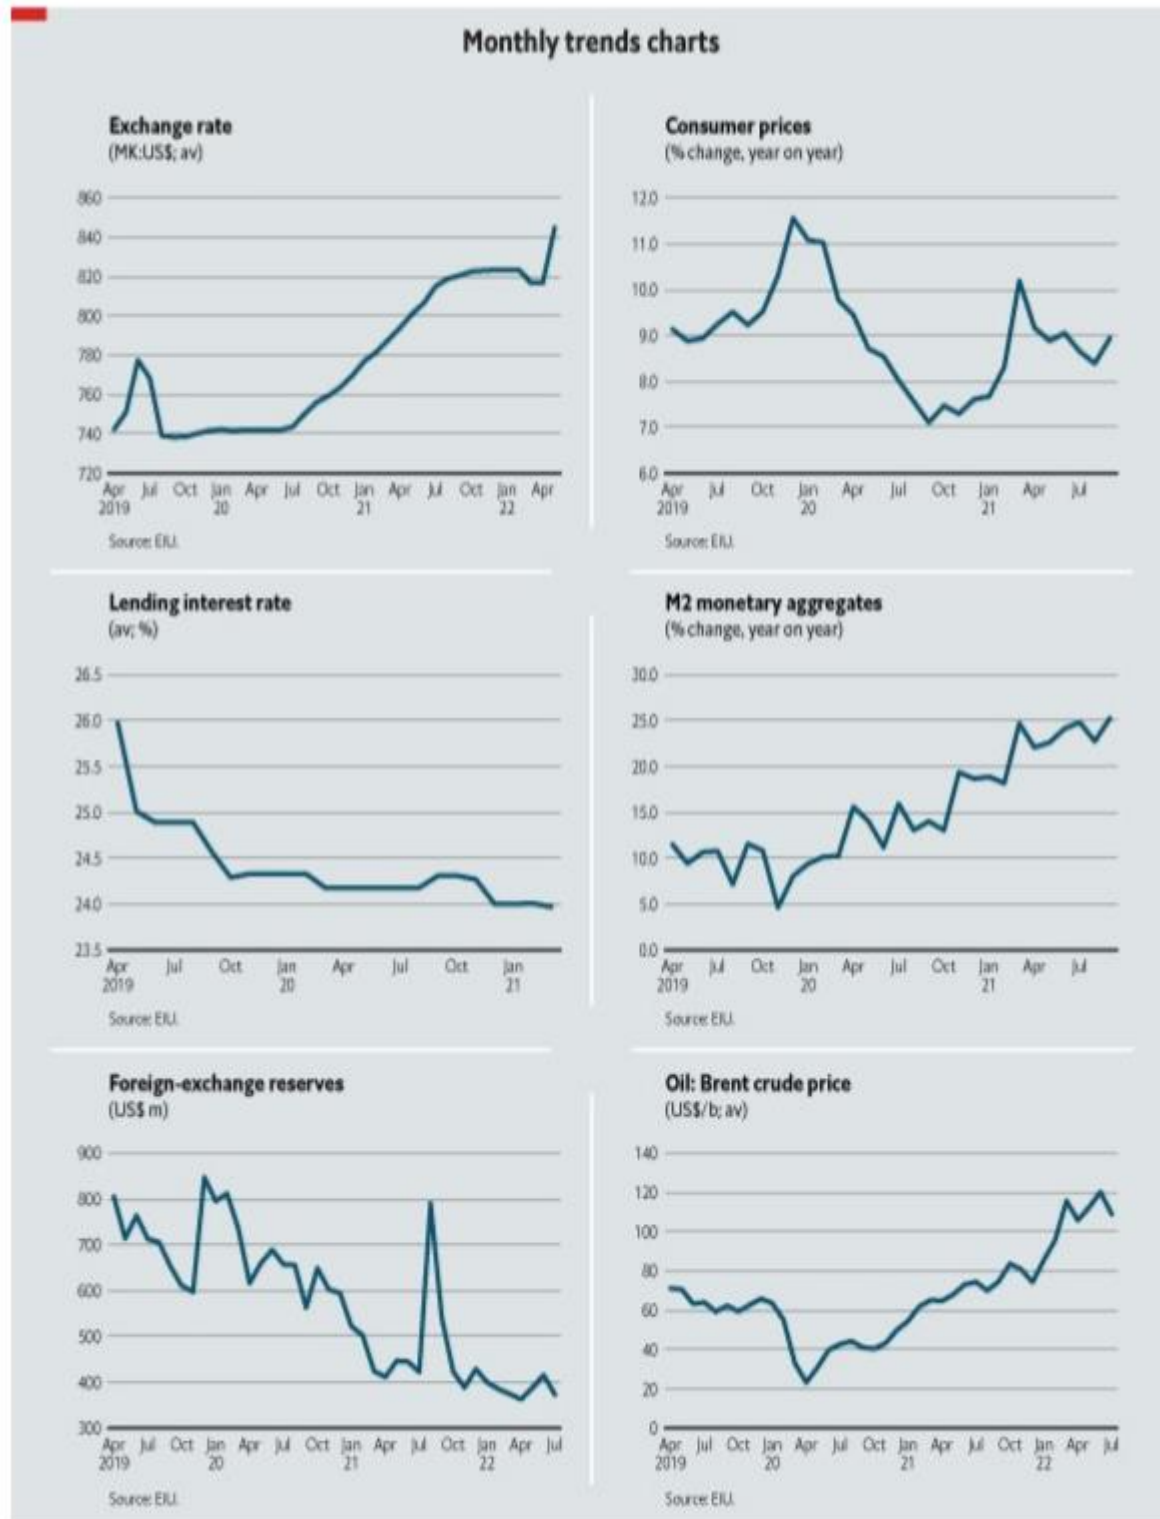 Monthly trends charts
Exchange rate
(MK:US$; av)
860
840
820
800
780
760
740
720
Apr Jul Oct Jan Apr Jul Oct Jan Apr Jul Oct Jan Apr
2019 20 21 22
Source: EIU.
Consumer prices
(% change, year on year)
12.0
11.0
10.0
9.0
8.0
7.0
6.0
Apr Jul Oct Jan Apr Jul Oct Jan Apr Jul
2019 20 21
Source: EIU.
Lending interest rate
(av; %)
26.5
26.0
25.5
25.0
24.5
24.0
23.5
Apr Jul Oct Jan Apr Jul Oct Jan
2019 20 21
Source: EIU.
M2 monetary aggregates
(% change, year on year)
30.0
25.0
20.0
15.0
10.0
5.0
0.0
Apr Jul Oct Jan Apr Jul Oct Jan Apr Jul
2019 20 21
Source: EIU.
Foreign-exchange reserves
(US$ m)
900
800
700
600
500
400
300
Apr Jul Oct Jan Apr Jul Oct Jan Apr Jul Oct Jan Apr Jul
2019 20 21 22
Source: EIU.
Oil: Brent crude price
(US$/b; av)
140
120
100
80
60
40
20
0
Apr Jul Oct Jan Apr Jul Oct Jan Apr Jul Oct Jan Apr Jul
2019 20 21 22
Source: EIU.